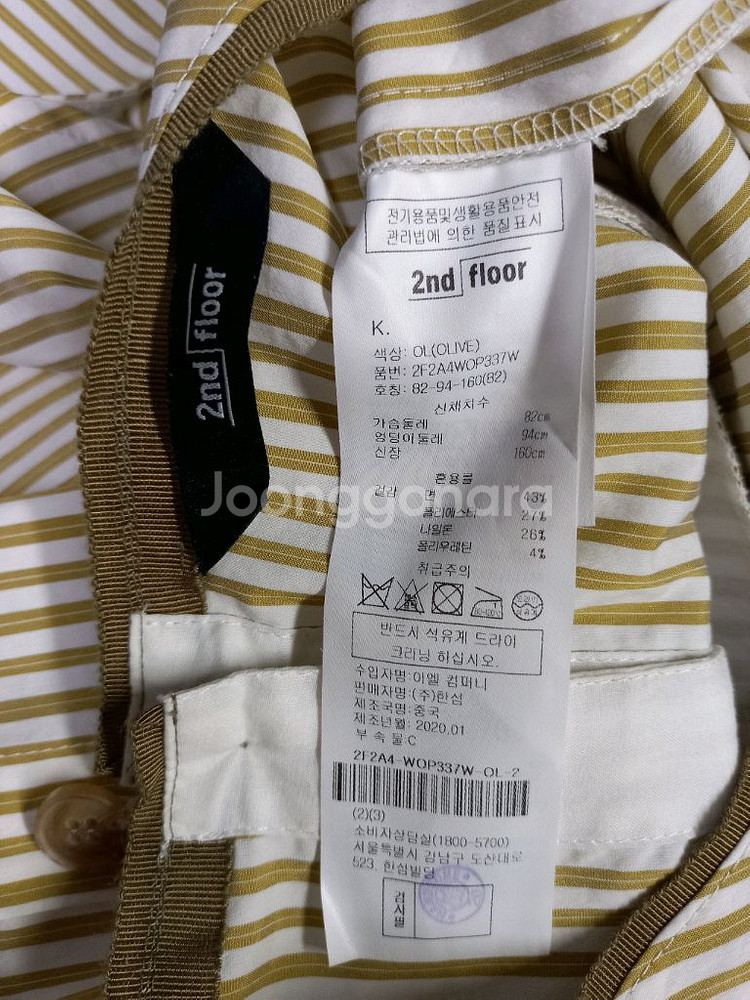 2nd floor
전기용품및생활용품안전
관리법에 의한 품질표시
2nd floor
K.
색상: OL(OLIVE)
품번: 2F2A4WOP337W
호칭: 82-94-160(82)
신체치수
가슴둘레 82cm
엉덩이둘레 94cm
신장 160cm
혼용률
겉감 면 43%
폴리에스터 27%
나일론 26%
폴리우레탄 4%
Joonggonara
취급주의
80-120℃
드라이
석유계
반드시 석유계 드라이
크리닝 하십시오.
수입자명:이엘 컴퍼니
판매자명:(주)한섬
제조국명:중국
제조년월: 2020.01
부 속 물:C
2F2A4-WOP337W-OL-2
(2)(3)
소비자상담실(1800-5700)
서울특별시 강남구 도산대로
523. 한섬빌딩
검사필